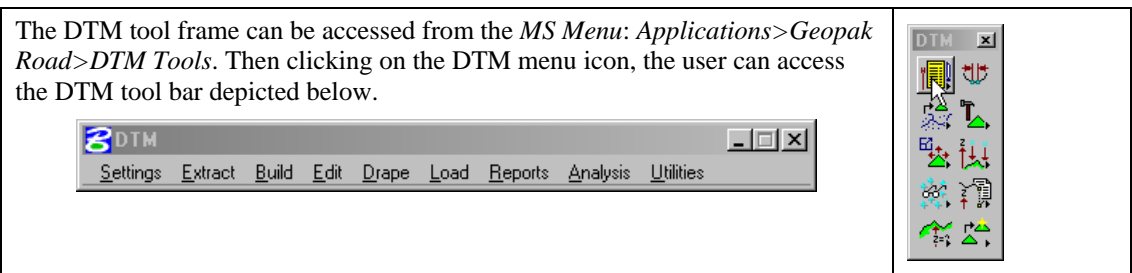 The DTM tool frame can be accessed from the MS Menu: Applications>Geopak
Road>DTM Tools. Then clicking on the DTM menu icon, the user can access
the DTM tool bar depicted below.
DTM
Settings Extract Build Edit Drape Load Reports Analysis Utilities
DTM